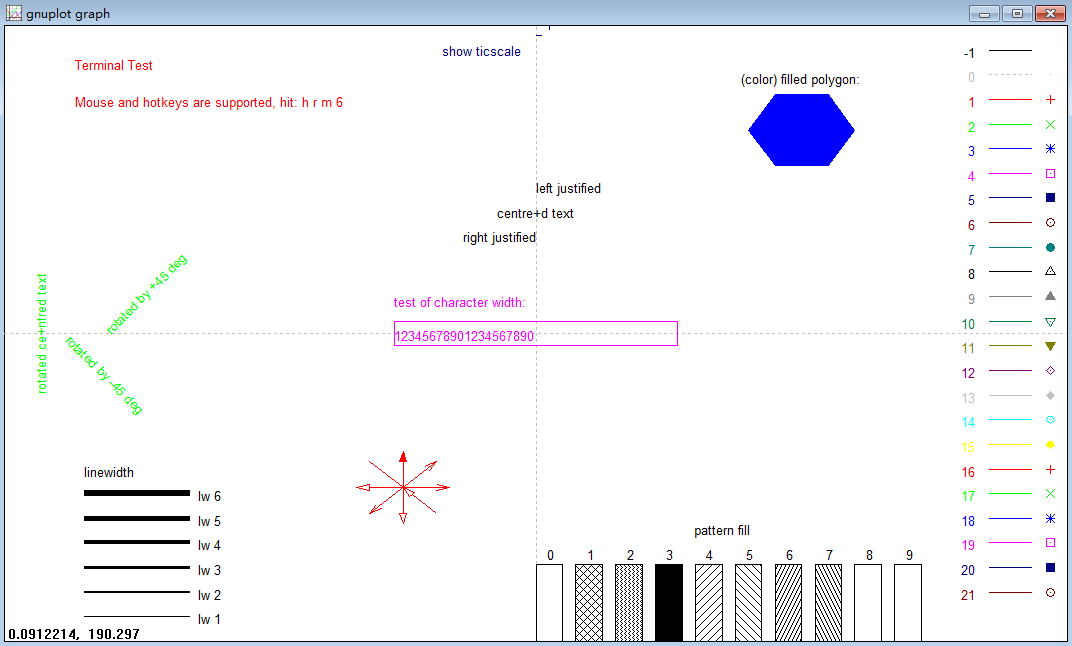 gnuplot graph
show ticscale
Terminal Test
Mouse and hotkeys are supported, hit: h r m 6
(color) filled polygon:
left justified
centre+d text
right justified
rotated ce+ntred text
rotated by +45 deg
rotated by -45 deg
test of character width:
12345678901234567890
linewidth
lw 6
lw 5
lw 4
lw 3
lw 2
lw 1
pattern fill
0 1 2 3 4 5 6 7 8 9
-1
0
1
2
3
4
5
6
7
8
9
10
11
12
13
14
15
16
17
18
19
20
21
0.0912214, 190.297